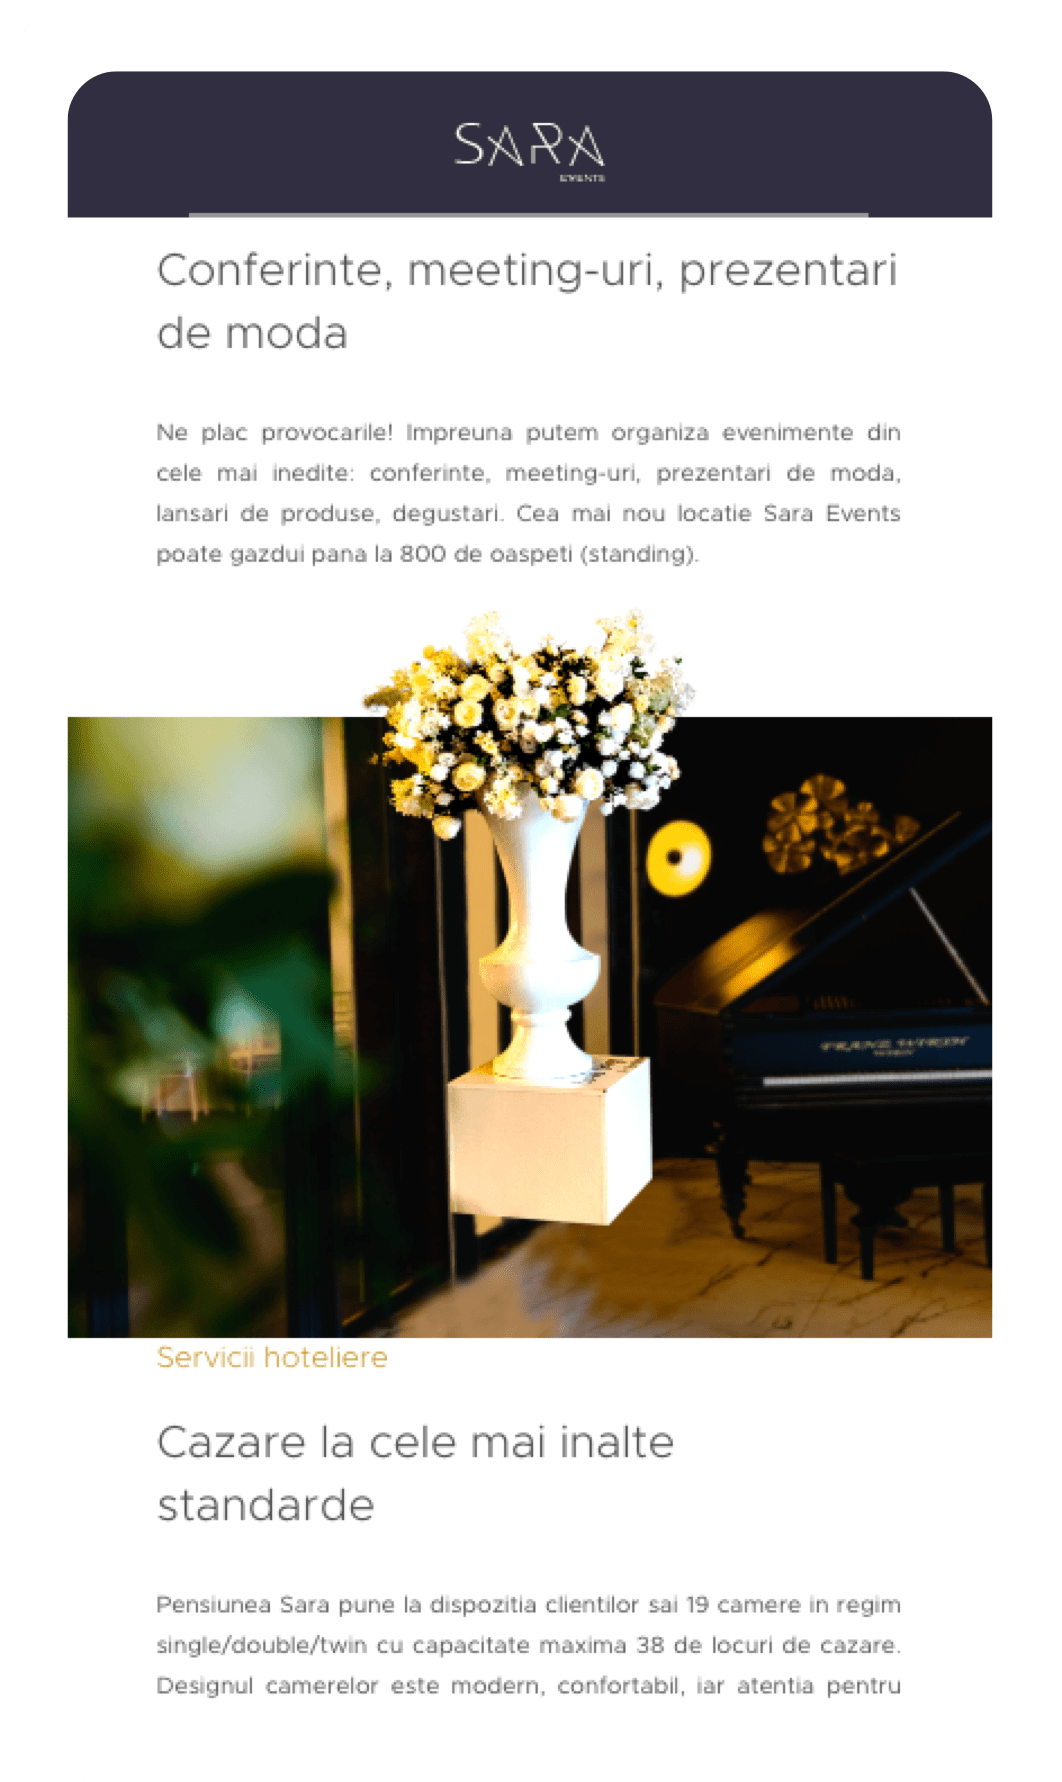 SARA
EVENTS
Conferinte, meeting-uri, prezentari
de moda
Ne plac provocarile! Impreuna putem organiza evenimente din
cele mai inedite: conferinte, meeting-uri, prezentari de moda,
lansari de produse, degustari. Cea mai nou locatie Sara Events
poate gazdui pana la 800 de oaspeti (standing).
FRANZ WIRTH
WIEN
Servicii hoteliere
Cazare la cele mai inalte
standarde
Pensiunea Sara pune la dispozitia clientilor sai 19 camere in regim
single/double/twin cu capacitate maxima 38 de locuri de cazare.
Designul camerelor este modern, confortabil, iar atentia pentru